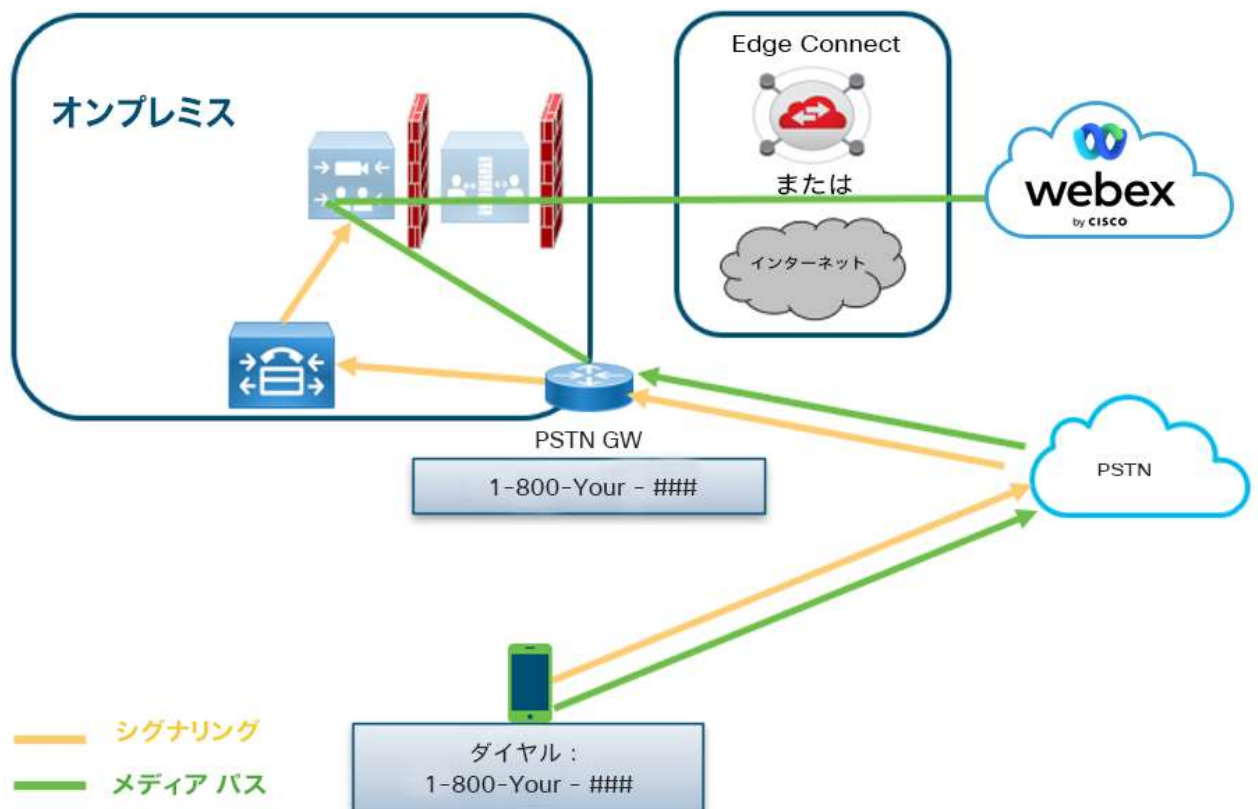 オンプレミス
Edge Connect
または
インターネット
webex
by CISCO
PSTN GW
1-800-Your - ###
PSTN
ダイヤル :
1-800-Your - ###
シグナリング
メディア パス